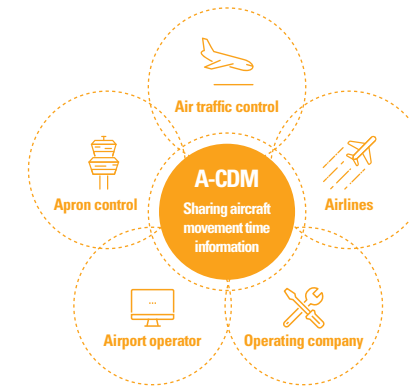 Air traffic control
A-CDM
Sharing aircraft
movement time
information
Apron control
Airlines
...
Airport operator
Operating company